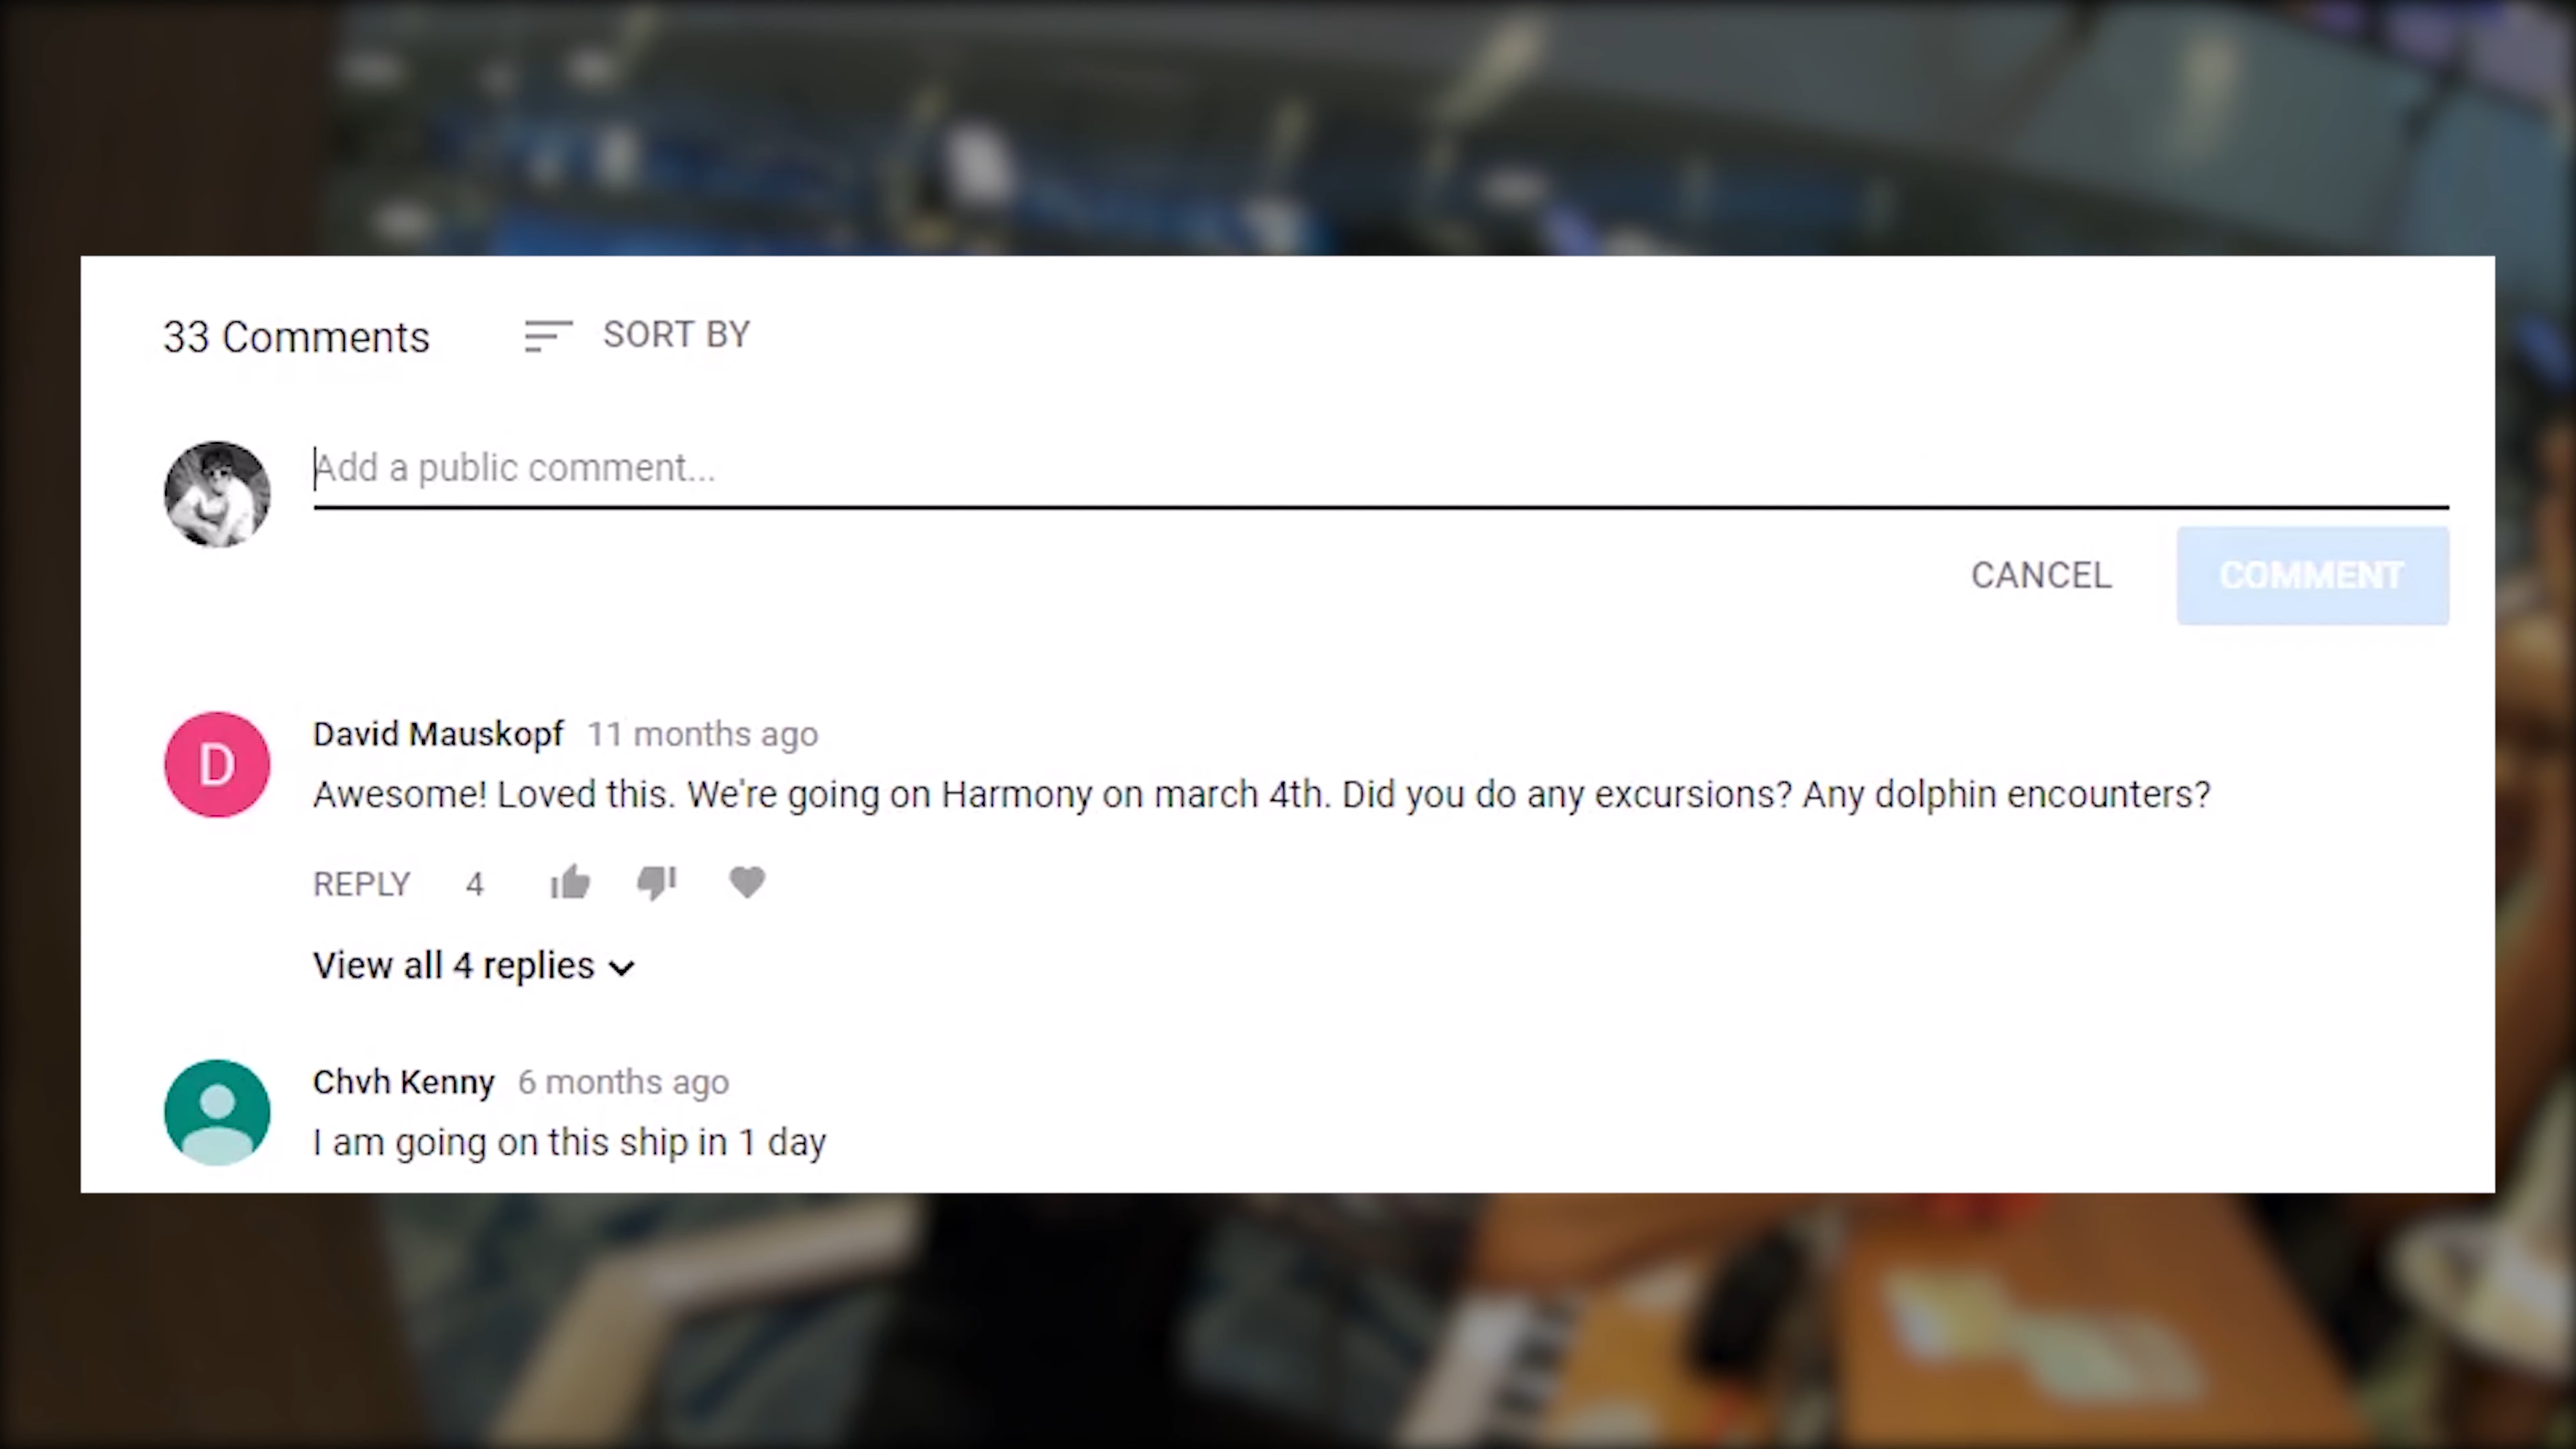 33 Comments SORT BY
Add a public comment...
CANCEL COMMENT
D
David Mauskopf 11 months ago
Awesome! Loved this. We're going on Harmony on march 4th. Did you do any excursions? Any dolphin encounters?
REPLY 4
View all 4 replies
Chvh Kenny 6 months ago
I am going on this ship in 1 day